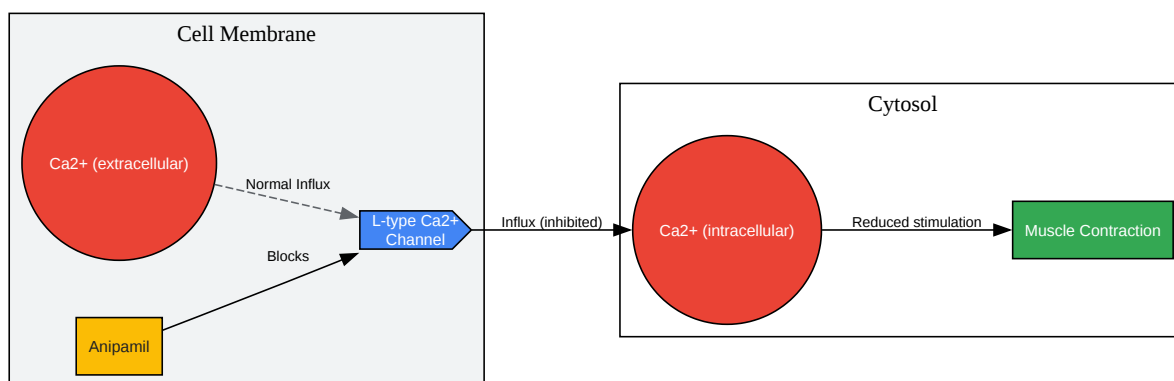 Cell Membrane
Ca2+ (extracellular)
Normal Influx
L-type Ca2+
Channel
Blocks
Anipamil
Influx (inhibited)
Cytosol
Ca2+ (intracellular)
Reduced stimulation
Muscle Contraction